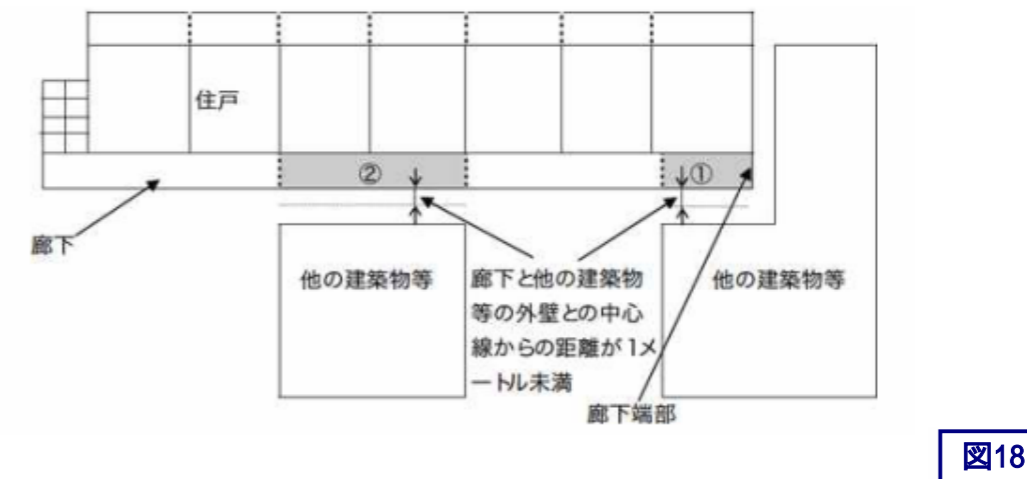 住戸
②
①
廊下
他の建築物等
廊下と他の建築物
等の外壁との中心
線からの距離が1メ
ートル未満
他の建築物等
廊下端部
図18